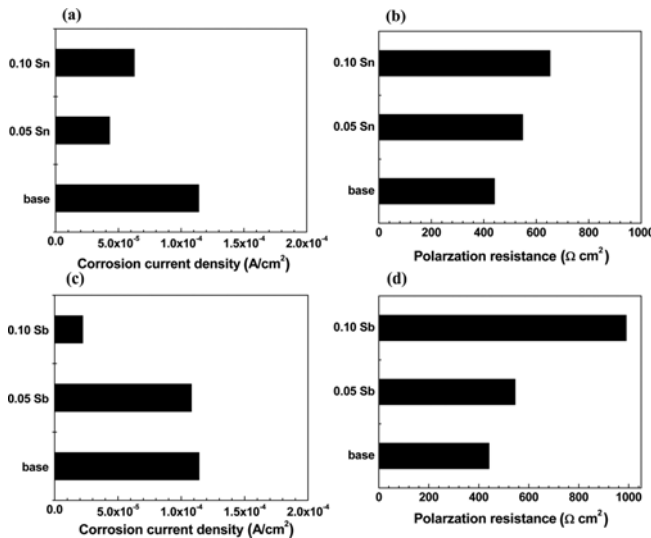 (a)
0.10 Sn
0.05 Sn
base
0.0 5.0x10⁻⁵ 1.0x10⁻⁴ 1.5x10⁻⁴ 2.0x10⁻⁴
Corrosion current density (A/cm²)
(b)
0.10 Sn
0.05 Sn
base
0 200 400 600 800 1000
Polarzation resistance (Ω cm²)
(c)
0.10 Sb
0.05 Sb
base
0.0 5.0x10⁻⁵ 1.0x10⁻⁴ 1.5x10⁻⁴ 2.0x10⁻⁴
Corrosion current density (A/cm²)
(d)
0.10 Sb
0.05 Sb
base
0 200 400 600 800 1000
Polarzation resistance (Ω cm²)